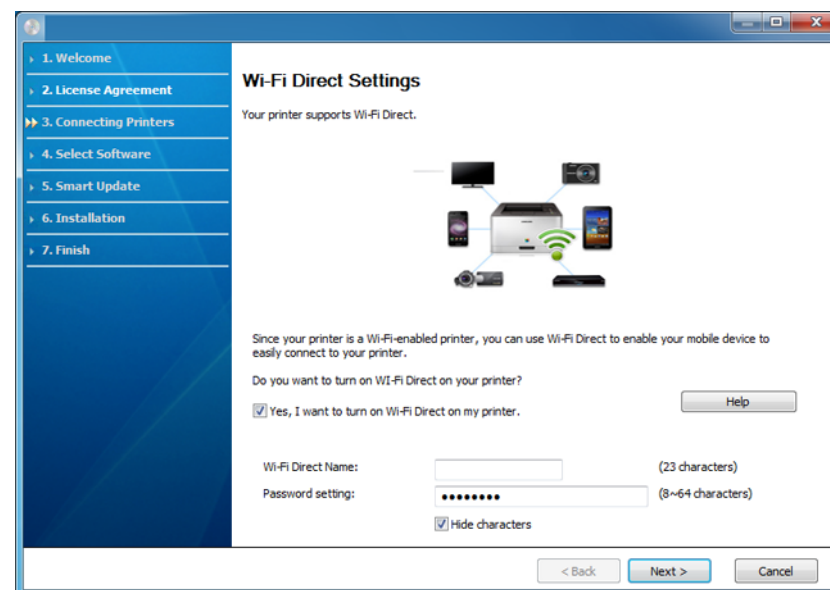 1. Welcome
2. License Agreement
3. Connecting Printers
4. Select Software
5. Smart Update
6. Installation
7. Finish
Wi-Fi Direct Settings
Your printer supports Wi-Fi Direct.
Since your printer is a Wi-Fi-enabled printer, you can use Wi-Fi Direct to enable your mobile device to
easily connect to your printer.
Do you want to turn on WI-Fi Direct on your printer?
Yes, I want to turn on Wi-Fi Direct on my printer.
Help
Wi-Fi Direct Name: (23 characters)
Password setting: ●●●●●●●● (8~64 characters)
Hide characters
< Back Next > Cancel